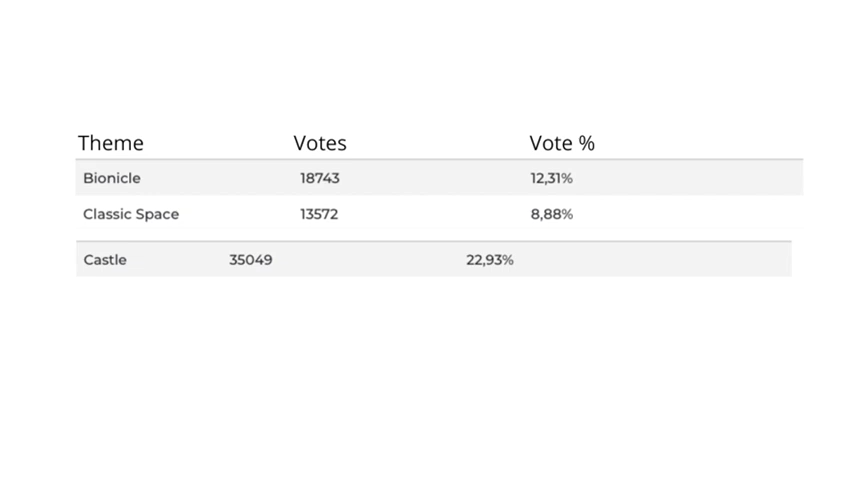 Theme Votes Vote %
Bionicle 18743 12,31%
Classic Space 13572 8,88%
Castle 35049 22,93%